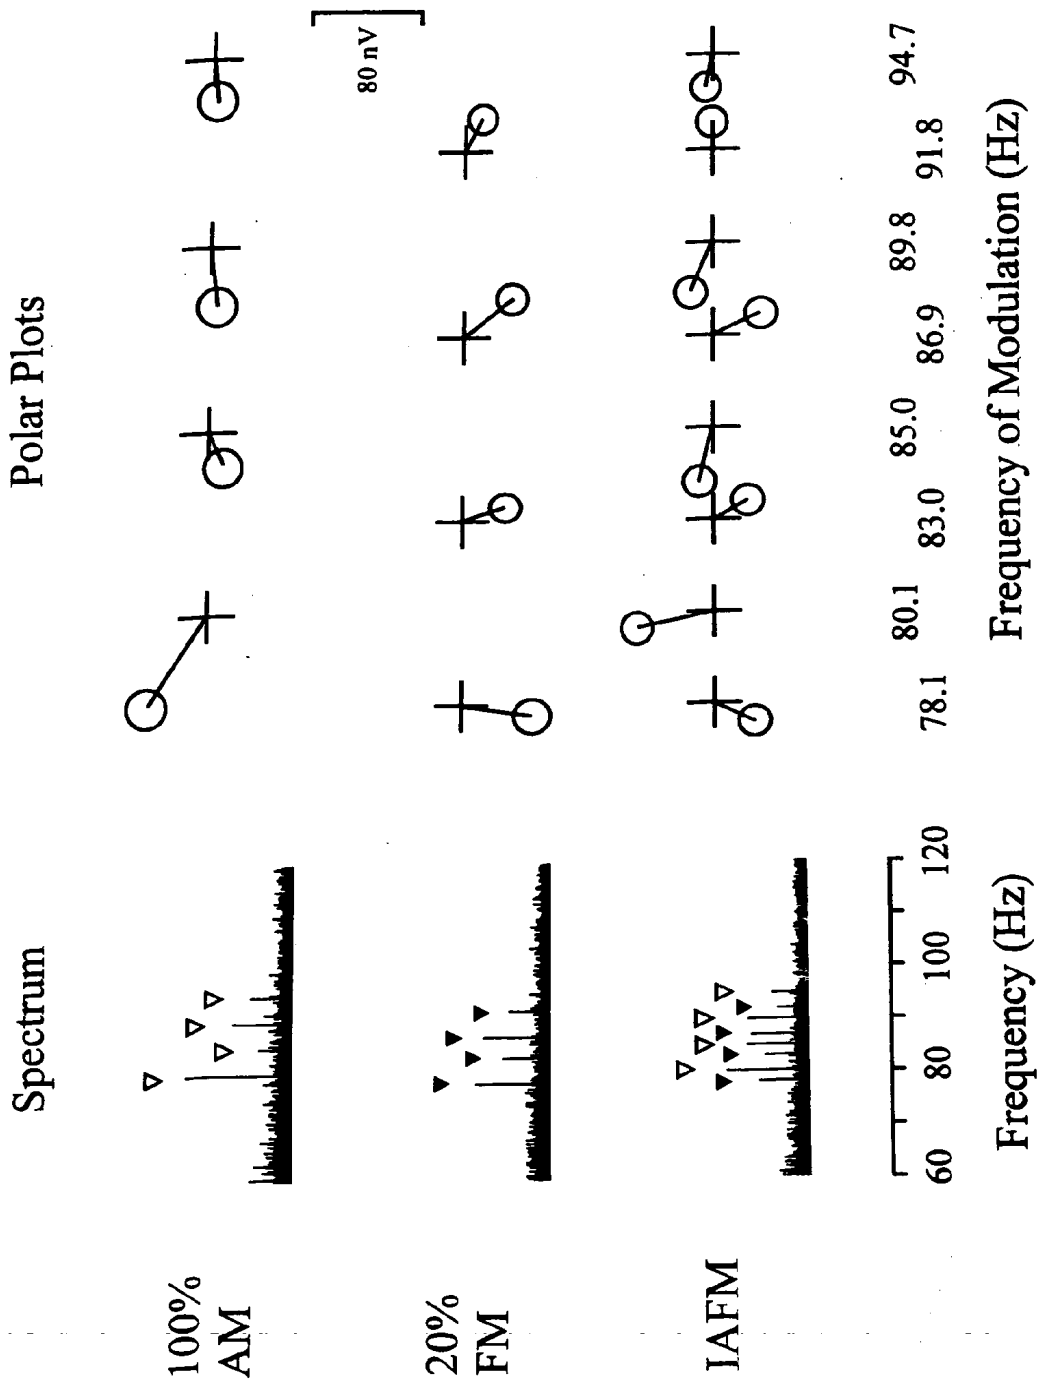 Spectrum
Polar Plots
100%
AM
80 nV
20%
FM
IAFM
60
80
100
120
78.1
80.1
83.0
85.0
86.9
89.8
91.8
94.7
Frequency (Hz)
Frequency of Modulation (Hz)